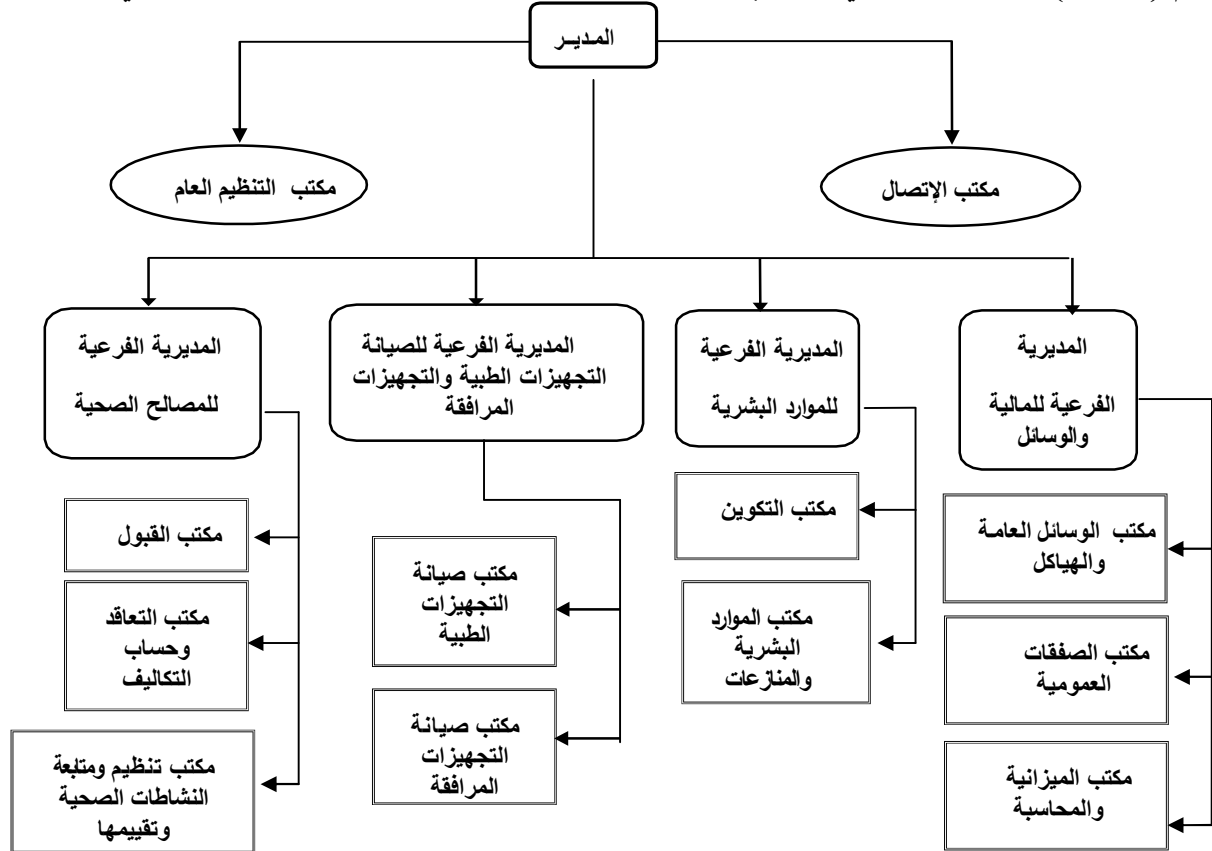 المديـر
مكتب الإتصال
مكتب التنظيم العام
المديرية
الفرعية للمالية
والوسائل
المديرية الفرعية
للموارد البشرية
المديرية الفرعية للصيانة
التجهيزات الطبية والتجهيزات
المرافقة
المديرية الفرعية
للمصالح الصحية
مكتب الوسائل العامة
والهياكل
مكتب الصفقات
العمومية
مكتب الميزانية
والمحاسبة
مكتب التكوين
مكتب الموارد
البشرية
والمنازعات
مكتب صيانة
التجهيزات
الطبية
مكتب صيانة
التجهيزات
المرافقة
مكتب القبول
مكتب التعاقد
وحساب
التكاليف
مكتب تنظيم ومتابعة
النشاطات الصحية
وتقييمها